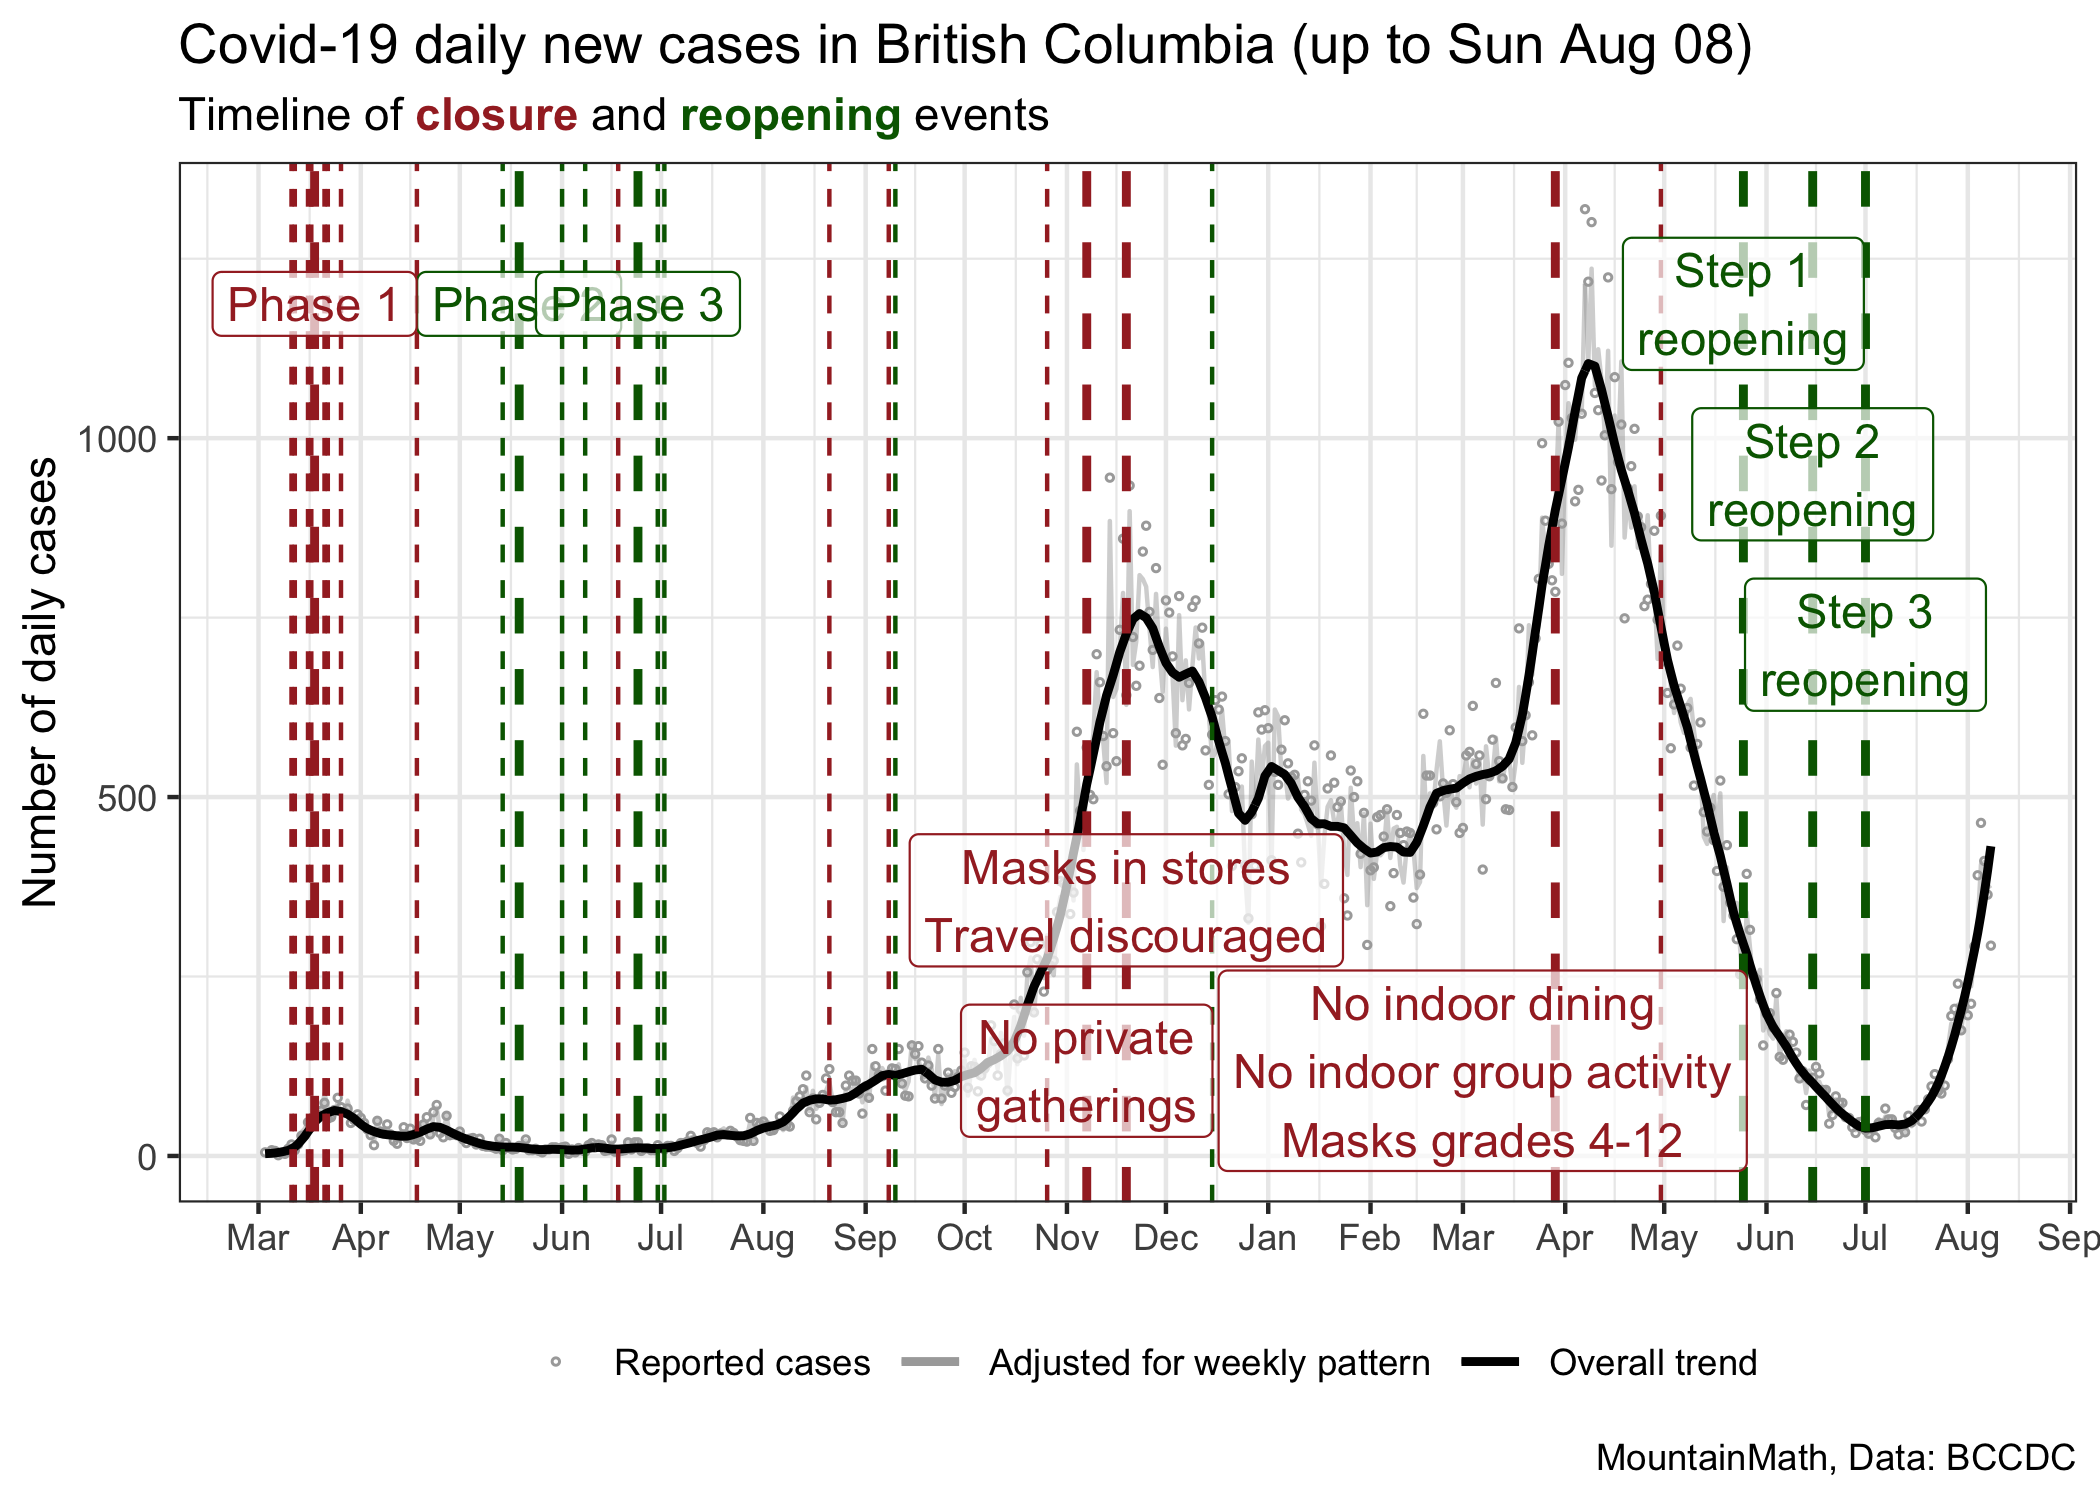 Covid-19 daily new cases in British Columbia (up to Sun Aug 08)
Timeline of closure and reopening events
Number of daily cases
1000
500
0
Phase 1
Phase 2
Phase 3
Step 1
reopening
Step 2
reopening
Step 3
reopening
Masks in stores
Travel discouraged
No private
gatherings
No indoor dining
No indoor group activity
Masks grades 4-12
Mar Apr May Jun Jul Aug Sep Oct Nov Dec Jan Feb Mar Apr May Jun Jul Aug Sep
Reported cases Adjusted for weekly pattern Overall trend
MountainMath, Data: BCCDC